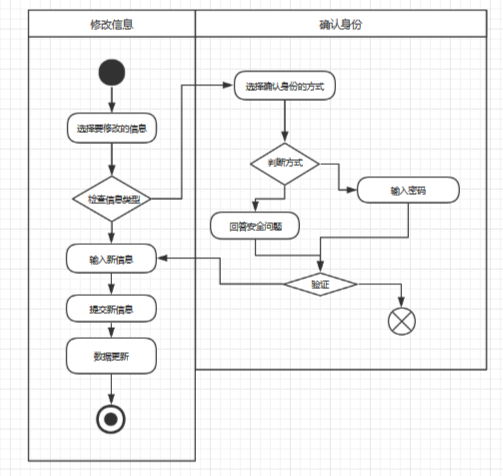 修改信息
确认身份
选择要修改的信息
检查信息类型
输入新信息
提交新信息
数据更新
选择确认身份的方式
判断方式
回答安全问题
输入密码
验证